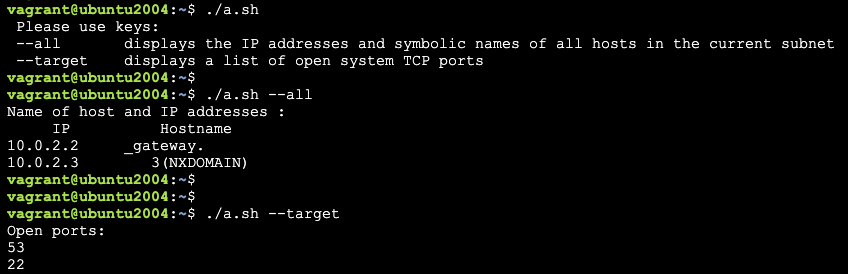 vagrant@ubuntu2004:~$ ./a.sh
Please use keys:
--all displays the IP addresses and symbolic names of all hosts in the current subnet
--target displays a list of open system TCP ports
vagrant@ubuntu2004:~$
vagrant@ubuntu2004:~$ ./a.sh --all
Name of host and IP addresses :
IP Hostname
10.0.2.2 _gateway.
10.0.2.3 3(NXDOMAIN)
vagrant@ubuntu2004:~$
vagrant@ubuntu2004:~$
vagrant@ubuntu2004:~$ ./a.sh --target
Open ports:
53
22